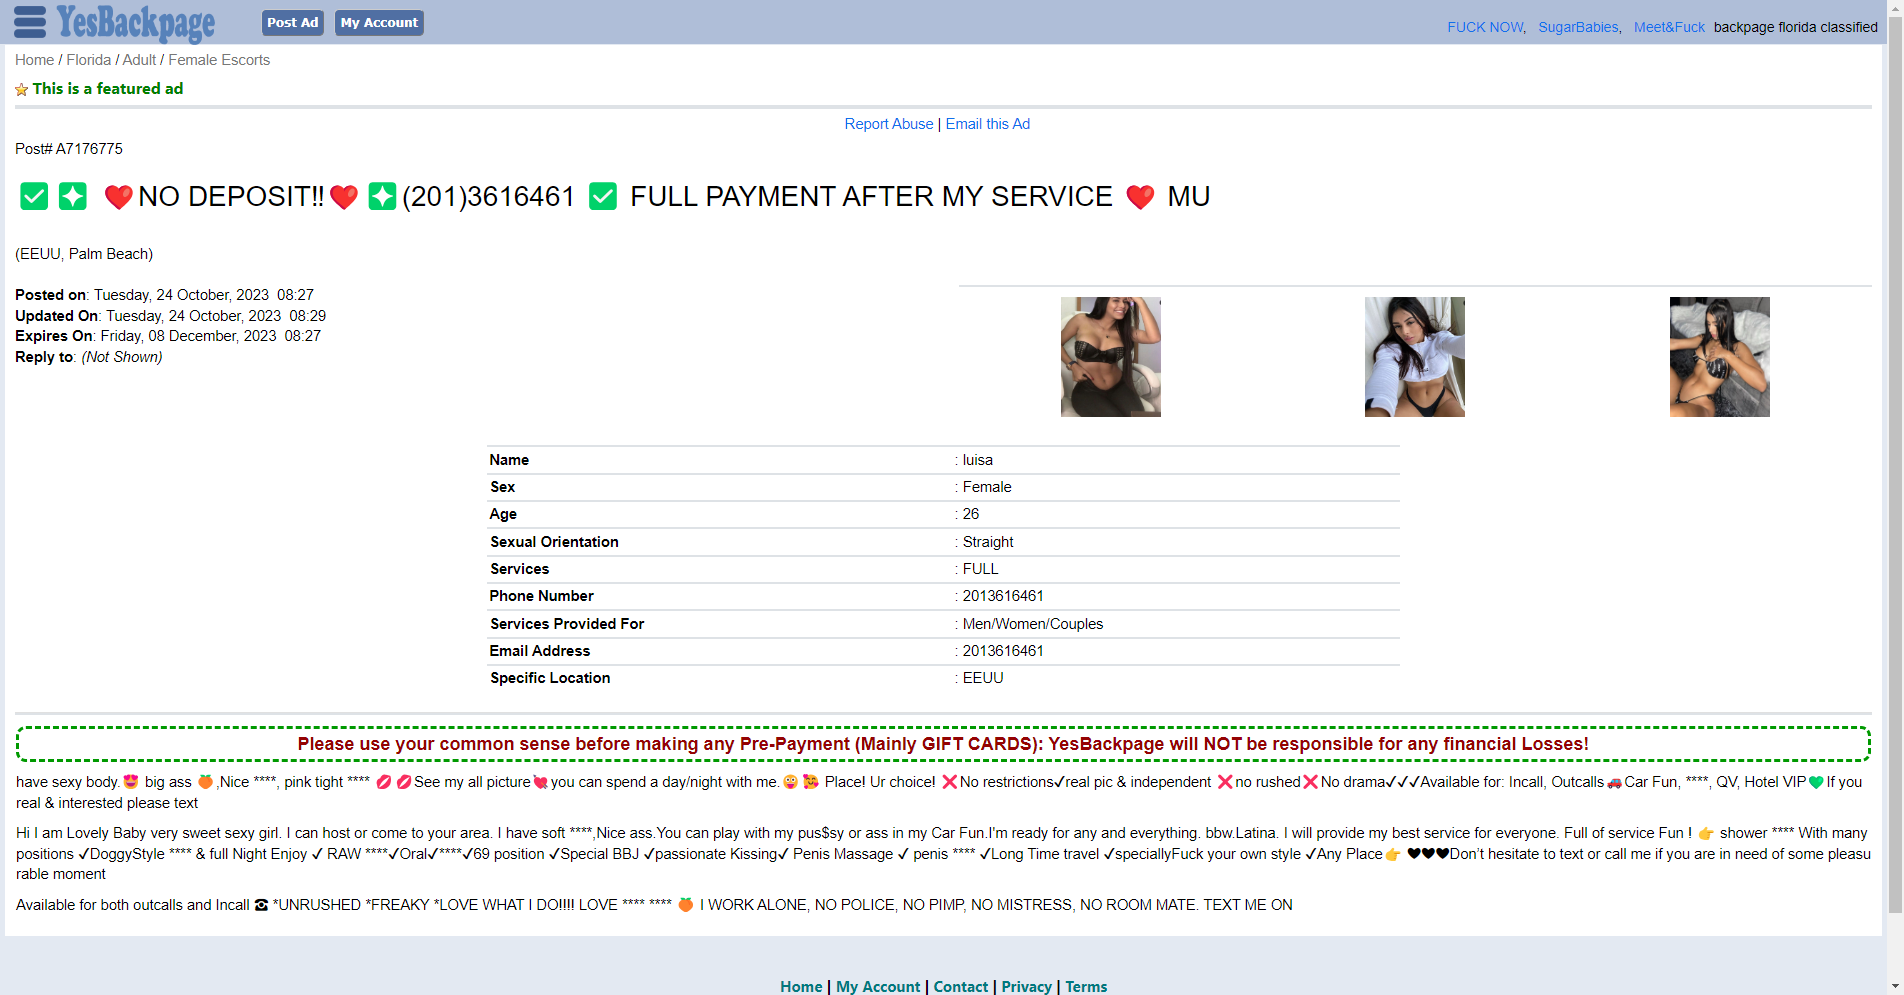 YesBackpage
Post Ad
My Account
FUCK NOW, SugarBabies, Meet&Fuck backpage florida classified
Home / Florida / Adult / Female Escorts
This is a featured ad
Report Abuse | Email this Ad
Post# A7176775
✅ ❇ ❤️NO DEPOSIT!!❤️ ❇(201)3616461 ✅ FULL PAYMENT AFTER MY SERVICE ❤️ MU
(EEUU, Palm Beach)
Posted on: Tuesday, 24 October, 2023 08:27
Updated On: Tuesday, 24 October, 2023 08:29
Expires On: Friday, 08 December, 2023 08:27
Reply to: (Not Shown)
Name : luisa
Sex : Female
Age : 26
Sexual Orientation : Straight
Services : FULL
Phone Number : 2013616461
Services Provided For : Men/Women/Couples
Email Address : 2013616461
Specific Location : EEUU
Please use your common sense before making any Pre-Payment (Mainly GIFT CARDS): YesBackpage will NOT be responsible for any financial Losses!
have sexy body.😍 big ass 🍑,Nice ****, pink tight **** 💋💋See my all picture💘you can spend a day/night with me.😜🥰 Place! Ur choice! ❌No restrictions✔real pic & independent ❌no rushed❌No drama✔✔✔Available for: Incall, Outcalls🚗Car Fun, ****, QV, Hotel VIP💚If you
real & interested please text
Hi I am Lovely Baby very sweet sexy girl. I can host or come to your area. I have soft ****,Nice ass.You can play with my pus$sy or ass in my Car Fun.I'm ready for any and everything. bbw.Latina. I will provide my best service for everyone. Full of service Fun ! 👉 shower **** With many
positions ✔DoggyStyle **** & full Night Enjoy ✔ RAW ****✔Oral✔****✔69 position ✔Special BBJ ✔passionate Kissing✔ Penis Massage ✔ penis **** ✔Long Time travel ✔speciallyFuck your own style ✔Any Place👉 ♥♥♥Don’t hesitate to text or call me if you are in need of some pleasu
rable moment
Available for both outcalls and Incall ☎ *UNRUSHED *FREAKY *LOVE WHAT I DO!!!! LOVE **** **** 🍑 I WORK ALONE, NO POLICE, NO PIMP, NO MISTRESS, NO ROOM MATE. TEXT ME ON
Home | My Account | Contact | Privacy | Terms